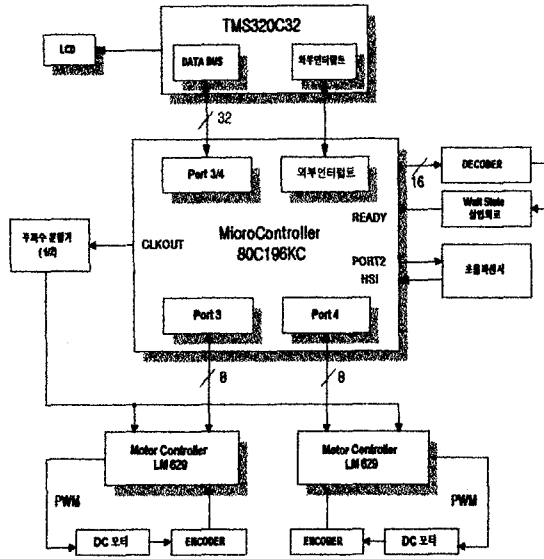 TMS320C32
LCD
DATA BUS
외부인터럽트
32
Port 3/4
외부인터럽트
16
DECOBER
READY
Wait State
삽입회로
주파수 분할기
(1/2)
CLKOUT
MicroController
80C196KC
PORT2
HSI
초음파센서
Port 3
Port 4
8
8
Motor Controller
LM 629
Motor Controller
LM 629
PWM
PWM
DC 모터
ENCODER
ENCODER
DC 모터